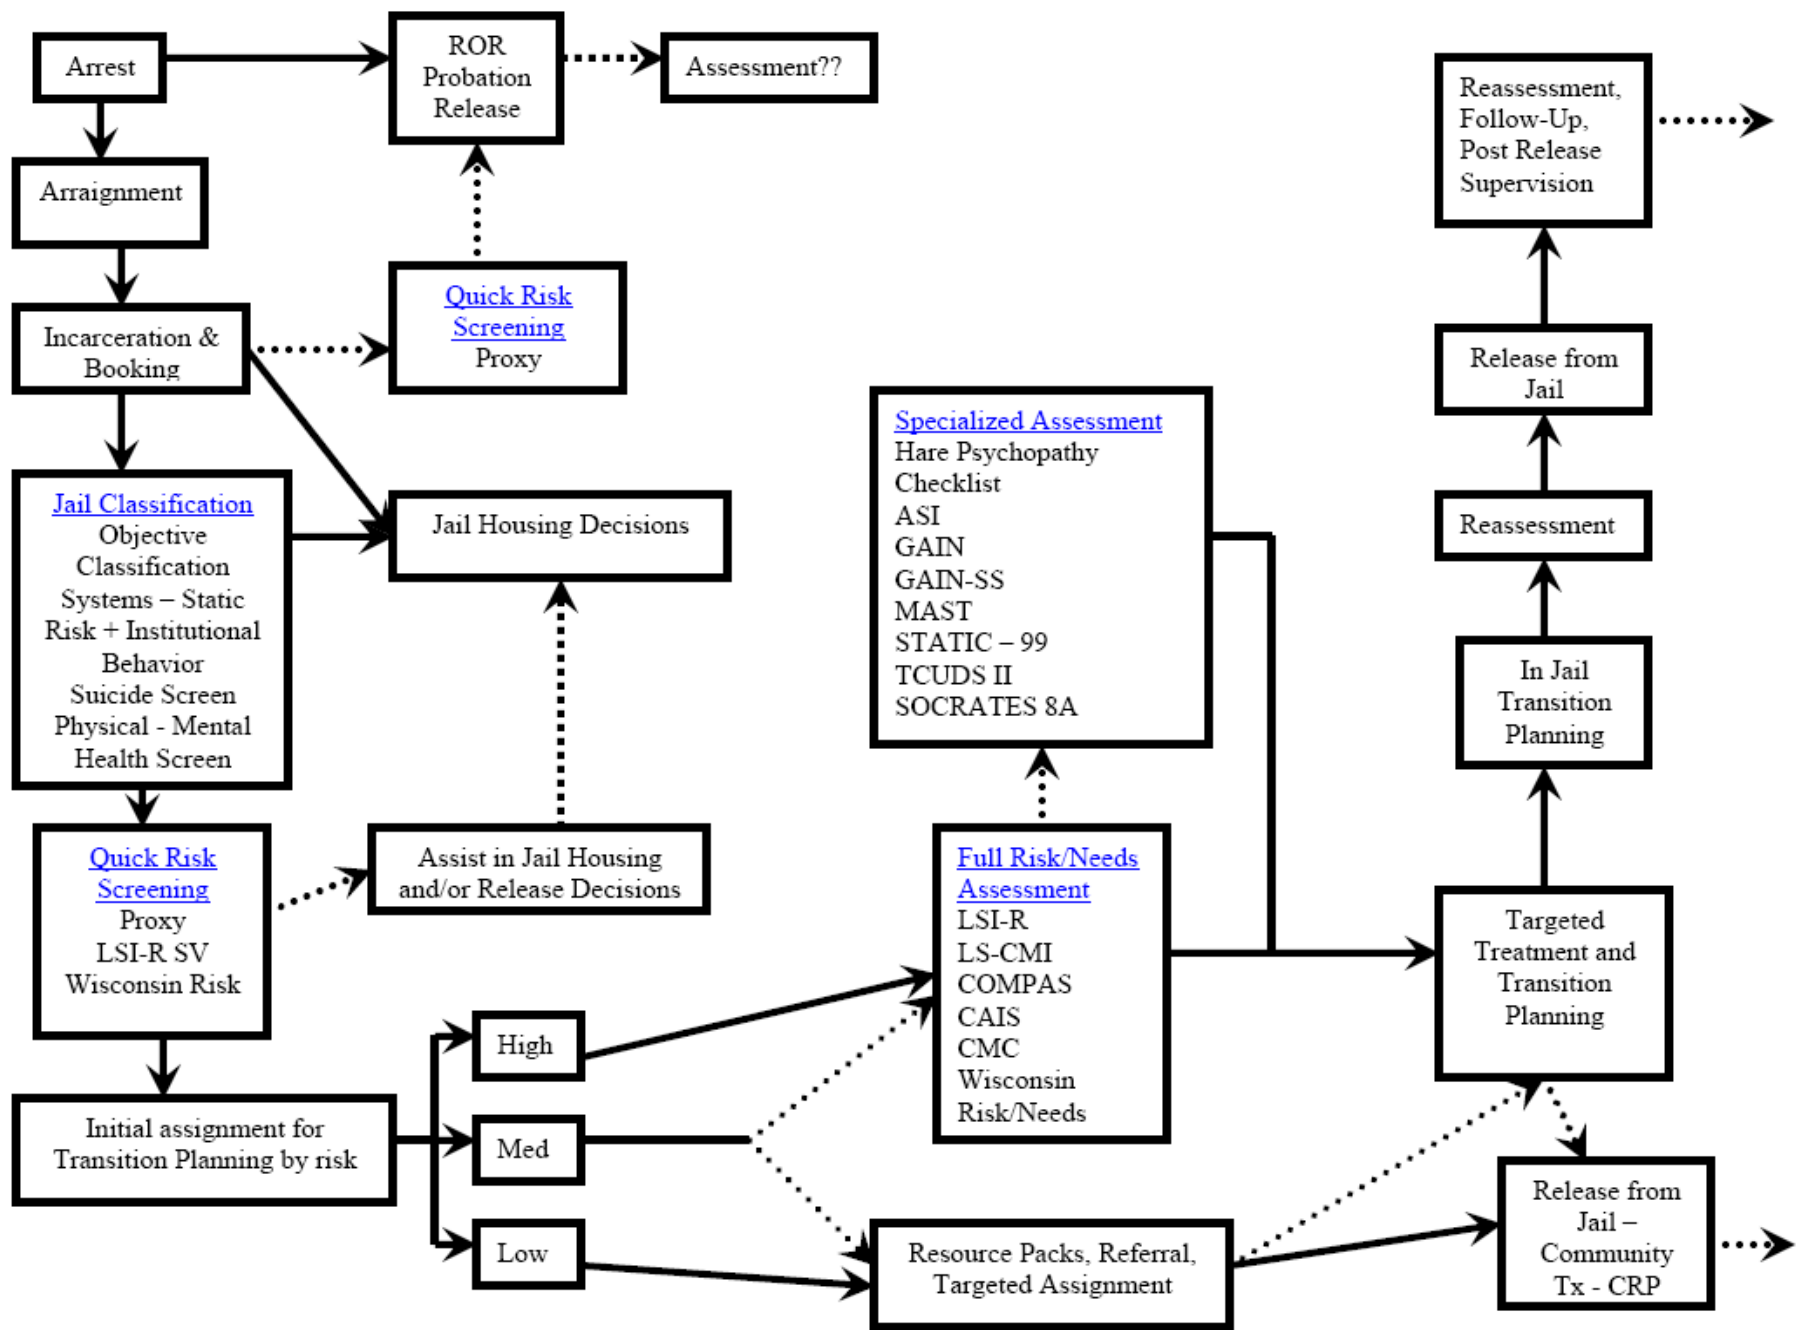 Arrest
ROR
Probation
Release
Assessment??
Reassessment,
Follow-Up,
Post Release
Supervision
Arraignment
Incarceration &
Booking
Quick Risk
Screening
Proxy
Release from
Jail
Jail Classification
Objective
Classification
Systems – Static
Risk + Institutional
Behavior
Suicide Screen
Physical - Mental
Health Screen
Jail Housing Decisions
Specialized Assessment
Hare Psychopathy
Checklist
ASI
GAIN
GAIN-SS
MAST
STATIC – 99
TCUDS II
SOCRATES 8A
Reassessment
In Jail
Transition
Planning
Quick Risk
Screening
Proxy
LSI-R SV
Wisconsin Risk
Assist in Jail Housing
and/or Release Decisions
Full Risk/Needs
Assessment
LSI-R
LS-CMI
COMPAS
CAIS
CMC
Wisconsin
Risk/Needs
Targeted
Treatment and
Transition
Planning
Initial assignment for
Transition Planning by risk
High
Med
Low
Resource Packs, Referral,
Targeted Assignment
Release from
Jail –
Community
Tx - CRP